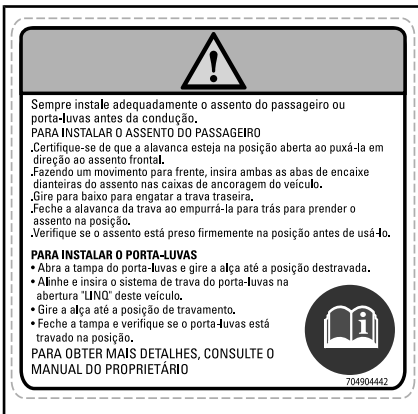 Sempre instale adequadamente o assento do passageiro ou
porta-luvas antes da condução.
PARA INSTALAR O ASSENTO DO PASSAGEIRO
.Certifique-se de que a alavanca esteja na posição aberta ao puxá-la em
direção ao assento frontal.
.Fazendo um movimento para frente, insira ambas as abas de encaixe
dianteiras do assento nas caixas de ancoragem do veículo.
.Gire para baixo para engatar a trava traseira.
.Feche a alavanca da trava ao empurrá-la para trás para prender o
assento na posição.
.Verifique se o assento está preso firmemente na posição antes de usá-lo.
PARA INSTALAR O PORTA-LUVAS
• Abra a tampa do porta-luvas e gire a alça até a posição destravada.
• Alinhe e insira o sistema de trava do porta-luvas na
abertura "LINQ" deste veículo.
• Gire a alça até a posição de travamento.
• Feche a tampa e verifique se o porta-luvas está
travado na posição.
PARA OBTER MAIS DETALHES, CONSULTE O
MANUAL DO PROPRIETÁRIO
704904442